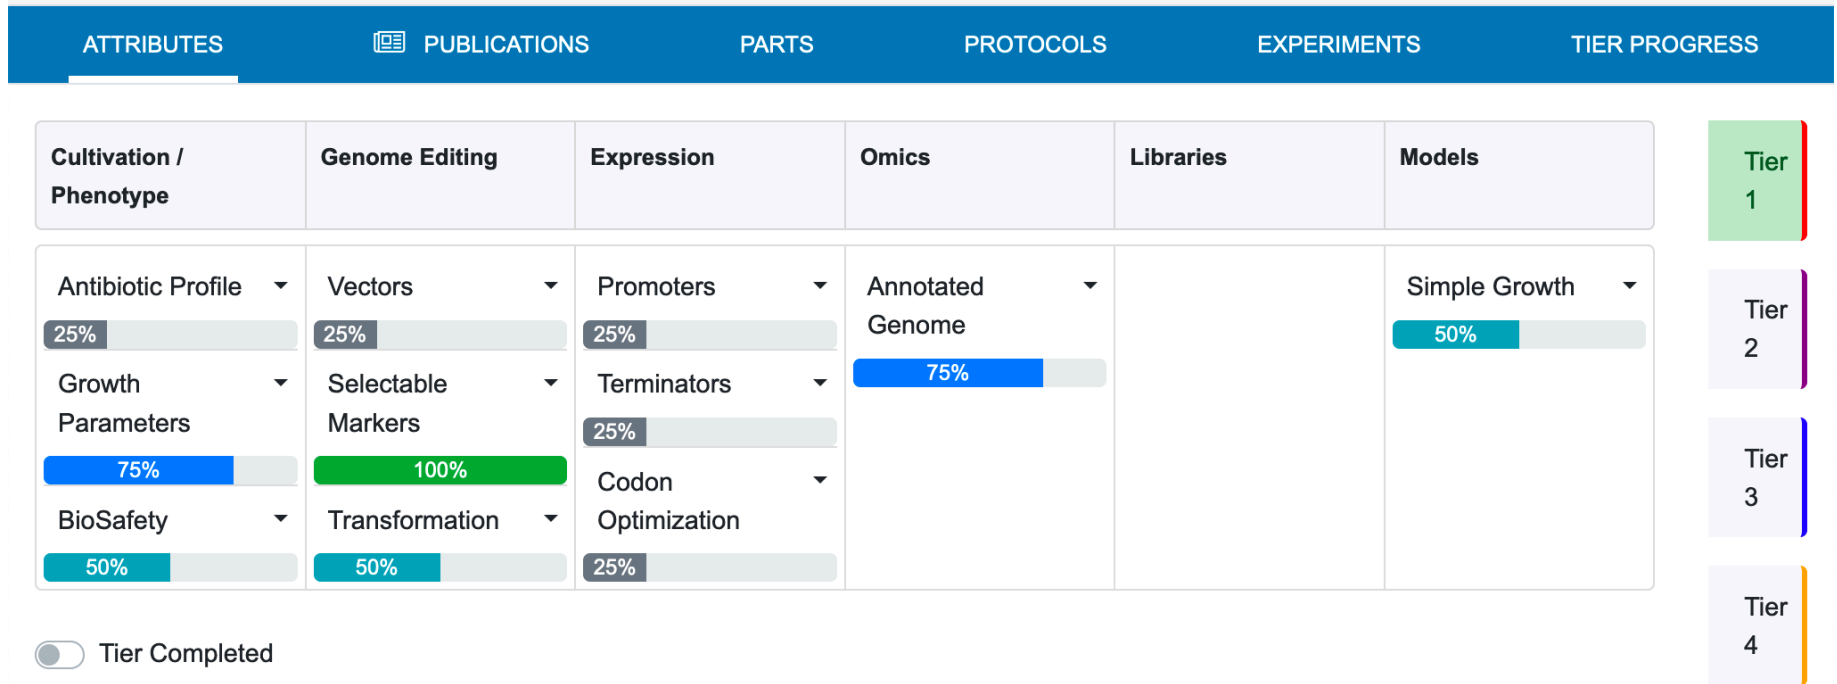 ATTRIBUTES PUBLICATIONS PARTS PROTOCOLS EXPERIMENTS TIER PROGRESS
Cultivation /
Phenotype
Genome Editing
Expression
Omics
Libraries
Models
Antibiotic Profile
25%
Growth
Parameters
75%
BioSafety
50%
Vectors
25%
Selectable
Markers
100%
Transformation
50%
Promoters
25%
Terminators
25%
Codon
Optimization
25%
Annotated
Genome
75%
Simple Growth
50%
Tier
1
Tier
2
Tier
3
Tier
4
Tier Completed